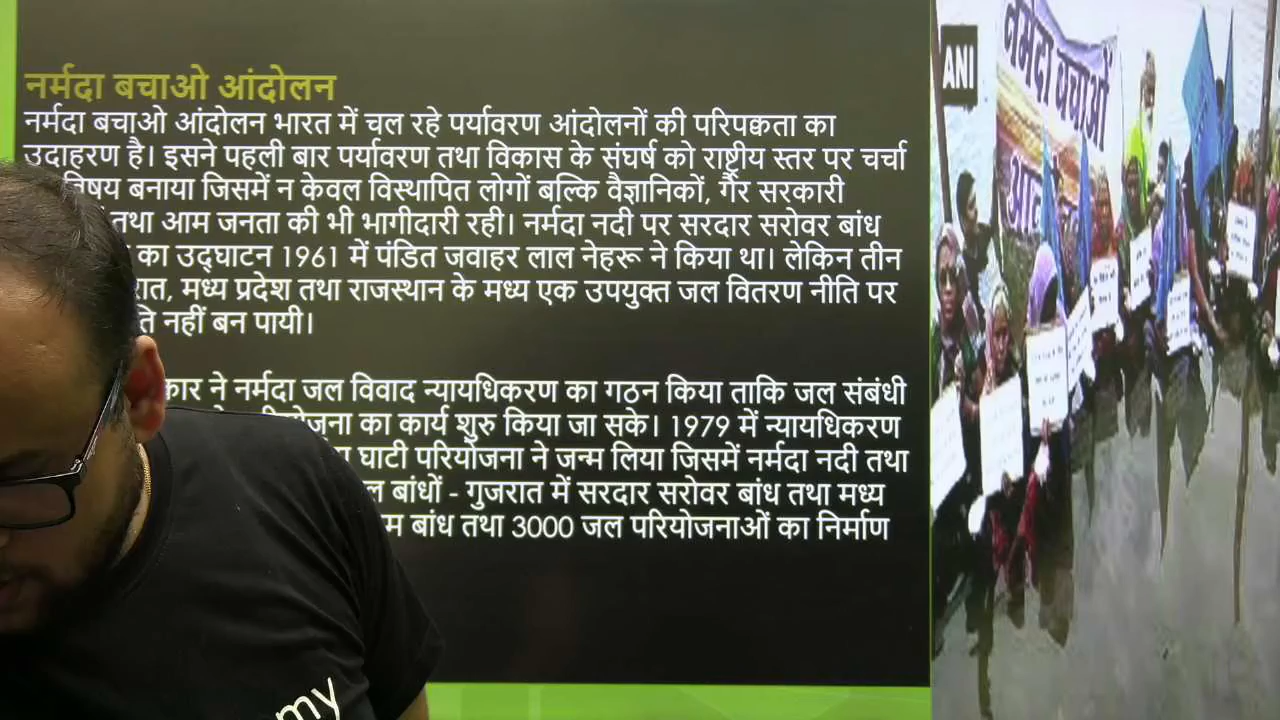 नर्मदा बचाओ आंदोलन
नर्मदा बचाओ आंदोलन भारत में चल रहे पर्यावरण आंदोलनों की परिपक्वता का
उदाहरण है। इसने पहली बार पर्यावरण तथा विकास के संघर्ष को राष्ट्रीय स्तर पर चर्चा
विषय बनाया जिसमें न केवल विस्थापित लोगों बल्कि वैज्ञानिकों, गैर सरकारी
तथा आम जनता की भी भागीदारी रही। नर्मदा नदी पर सरदार सरोवर बांध
का उद्घाटन 1961 में पंडित जवाहर लाल नेहरू ने किया था। लेकिन तीन
मध्य प्रदेश तथा राजस्थान के मध्य एक उपयुक्त जल वितरण नीति पर
नहीं बन पायी।
ने नर्मदा जल विवाद न्यायधिकरण का गठन किया ताकि जल संबंधी
का कार्य शुरु किया जा सके। 1979 में न्यायधिकरण
घाटी परियोजना ने जन्म लिया जिसमें नर्मदा नदी तथा
बांधों - गुजरात में सरदार सरोवर बांध तथा मध्य
बांध तथा 3000 जल परियोजनाओं का निर्माण
ANI
नर्मदा बचाओं
my